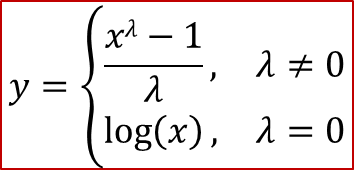 y = { (x^λ − 1)/λ , λ ≠ 0
log(x) , λ = 0